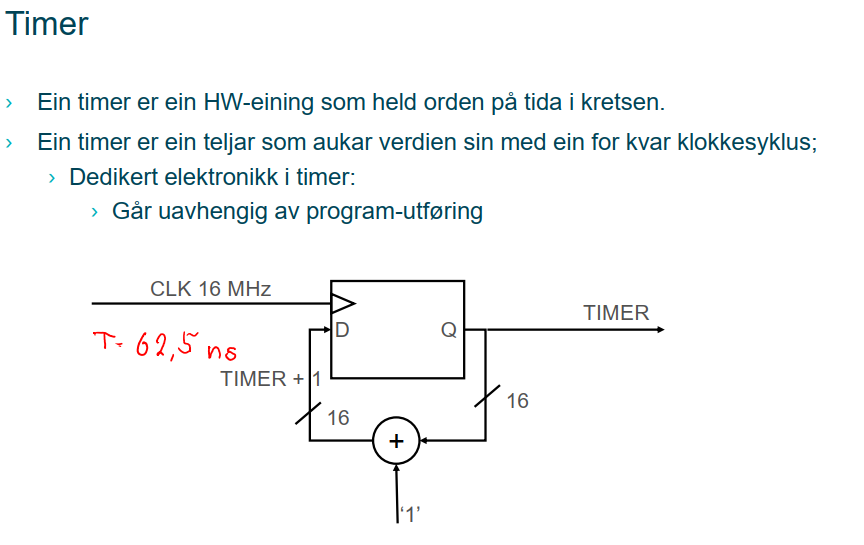 Timer
› Ein timer er ein HW-eining som held orden på tida i kretsen.
› Ein timer er ein teljar som aukar verdien sin med ein for kvar klokkesyklus;
› Dedikert elektronikk i timer:
› Går uavhengig av program-utføring
CLK 16 MHz
TIMER
D
Q
T= 62,5 ns
TIMER + 1
16
16
+
'1'